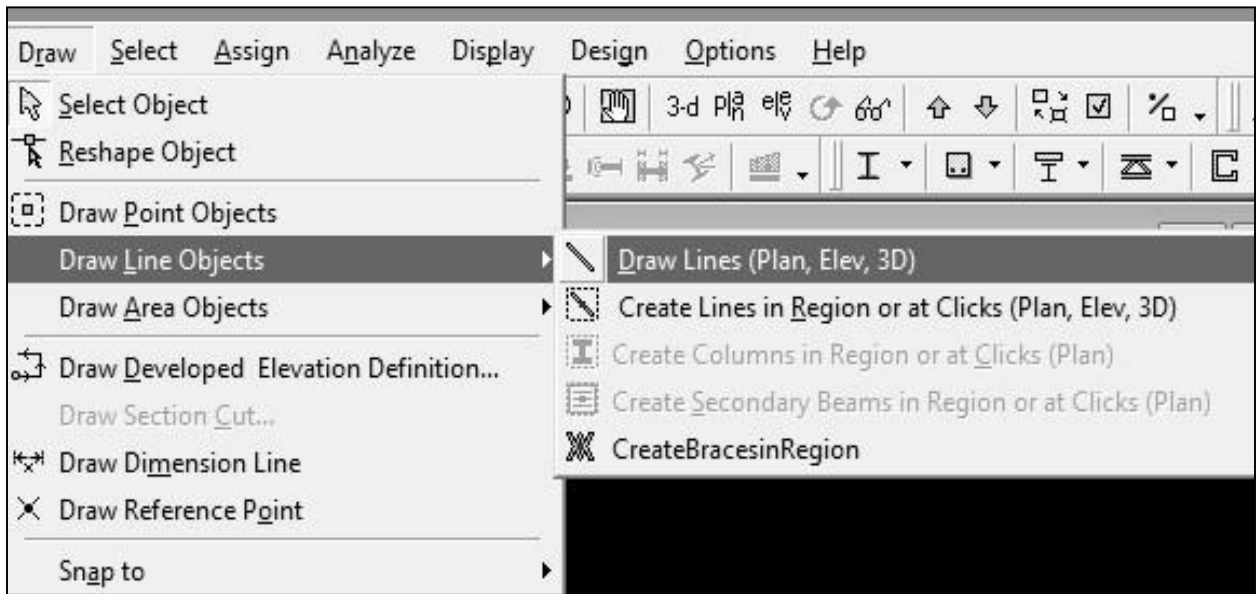 Draw Select Assign Analyze Display Design Options Help
Select Object
3-d
Reshape Object
Draw Point Objects
Draw Line Objects
Draw Lines (Plan, Elev, 3D)
Draw Area Objects
Create Lines in Region or at Clicks (Plan, Elev, 3D)
Create Columns in Region or at Clicks (Plan)
Draw Developed Elevation Definition...
Create Secondary Beams in Region or at Clicks (Plan)
Draw Section Cut...
CreateBracesinRegion
Draw Dimension Line
Draw Reference Point
Snap to